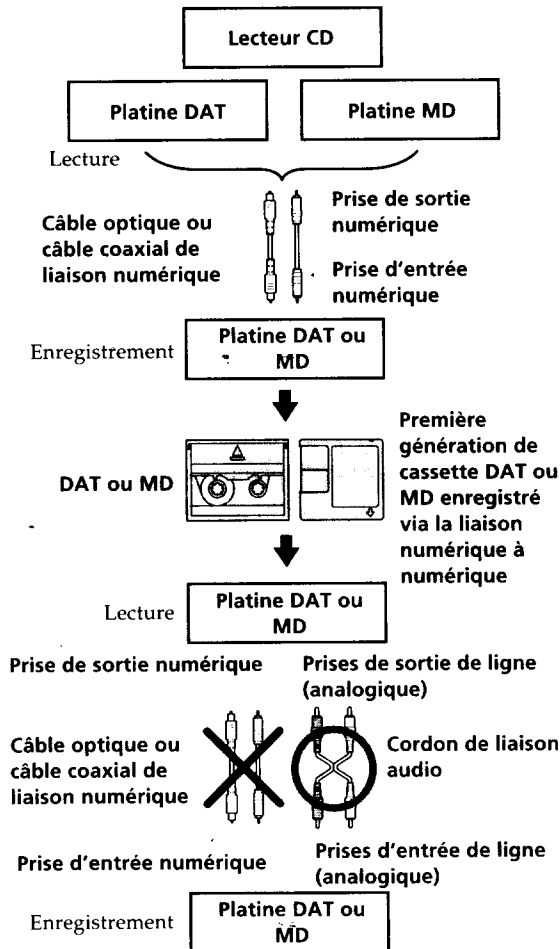 Lecteur CD
Platine DAT
Platine MD
Lecture
Câble optique ou
câble coaxial de
liaison numérique
Prise de sortie
numérique
Prise d'entrée
numérique
Enregistrement
Platine DAT ou
MD
DAT ou MD
Première
génération de
cassette DAT ou
MD enregistré
via la liaison
numérique à
numérique
Lecture
Platine DAT ou
MD
Prise de sortie numérique
Prises de sortie de ligne
(analogique)
Câble optique ou
câble coaxial de
liaison numérique
Cordon de liaison
audio
Prise d'entrée numérique
Prises d'entrée de ligne
(analogique)
Enregistrement
Platine DAT ou
MD